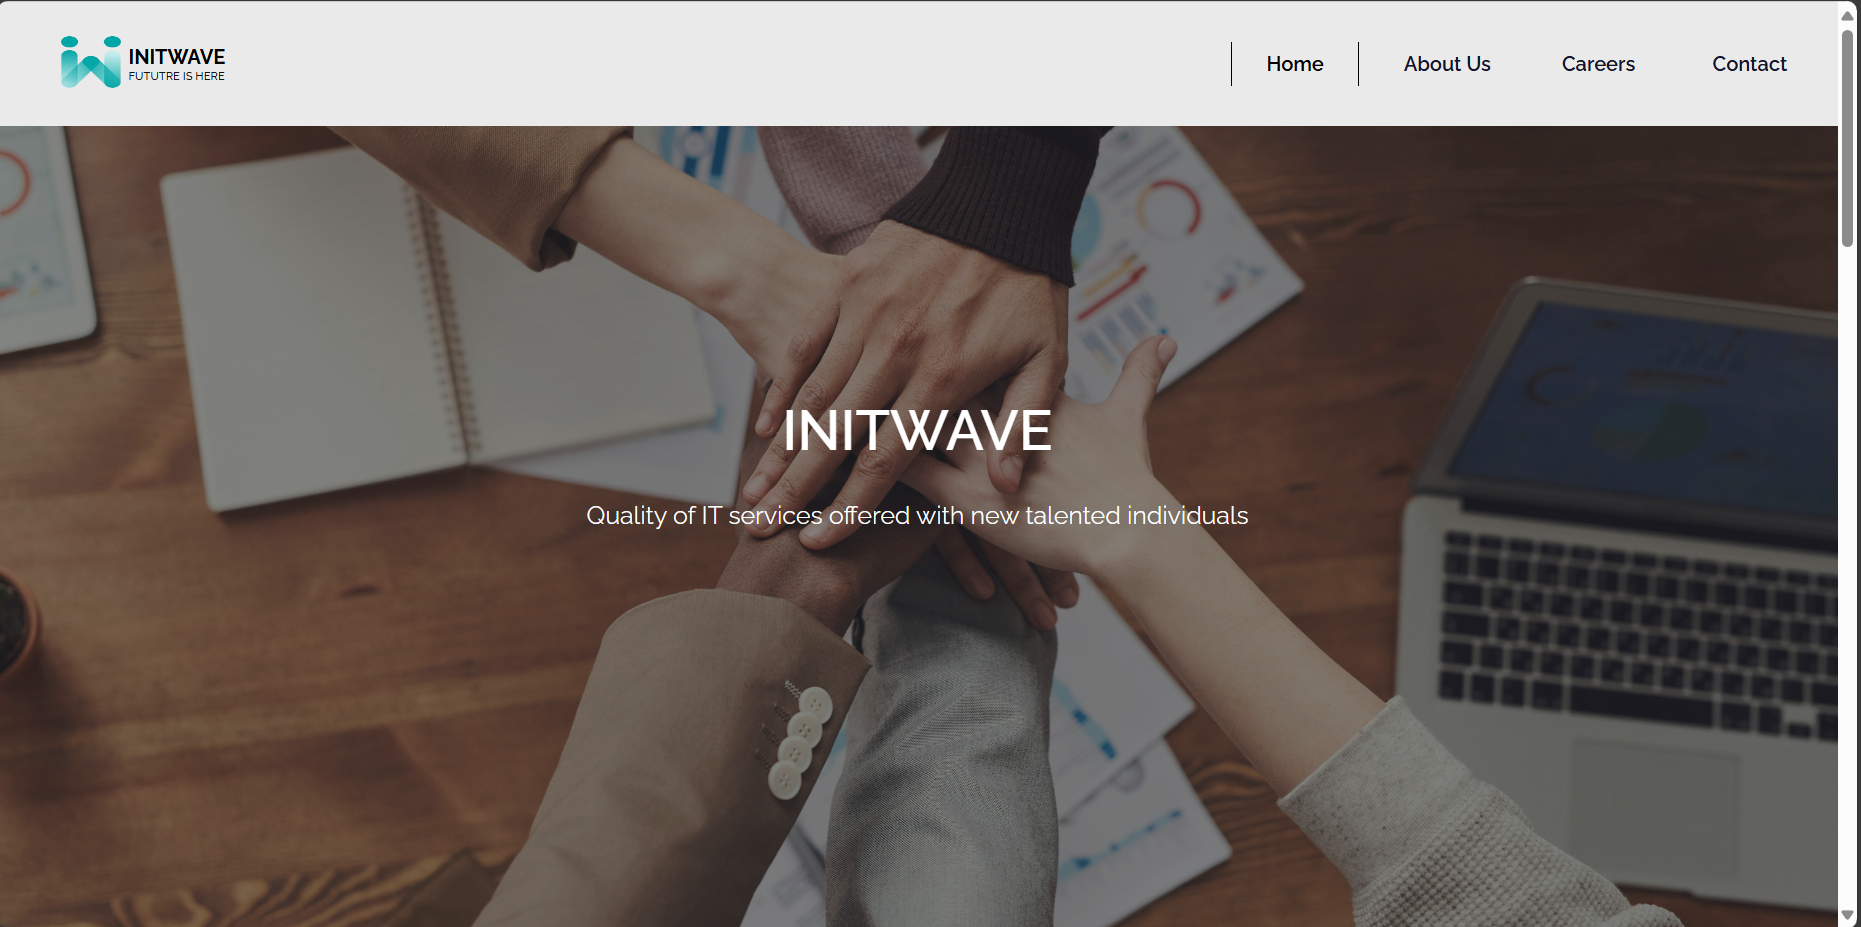 INITWAVE
FUTUTRE IS HERE
Home
About Us
Careers
Contact
INITWAVE
Quality of IT services offered with new talented individuals